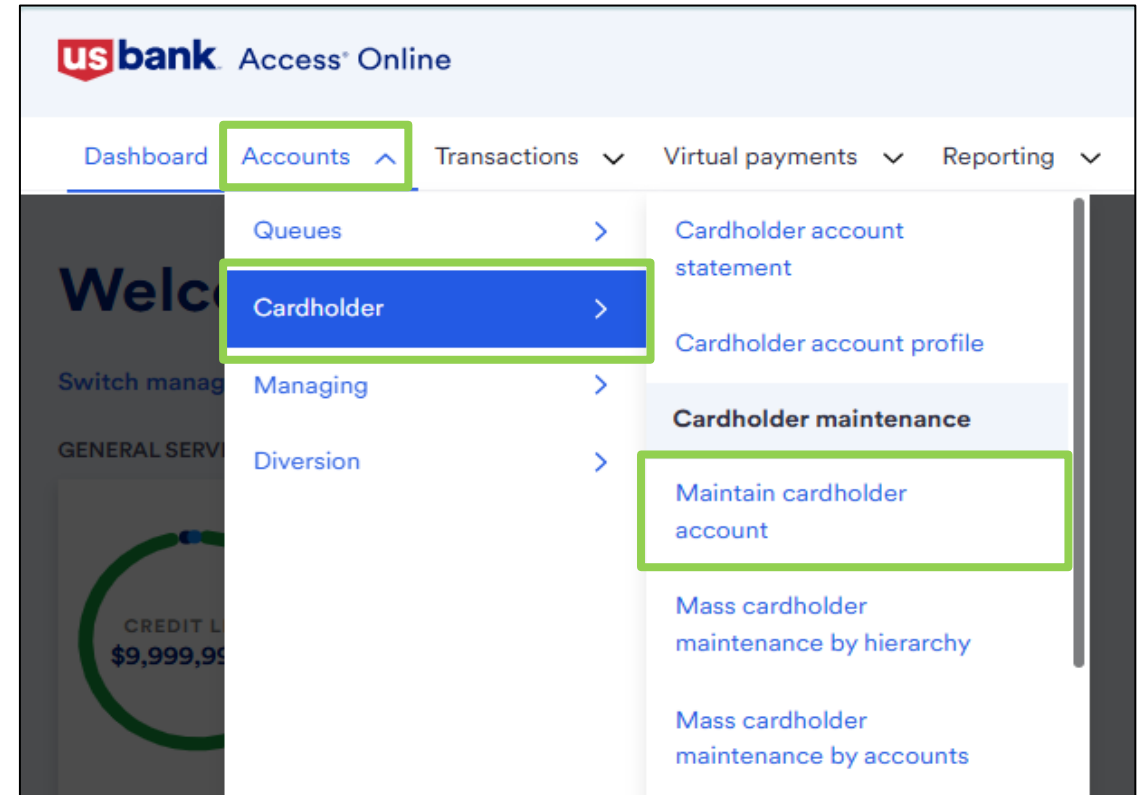 usbank Access® Online
Dashboard Accounts Transactions Virtual payments Reporting
Queues
Cardholder
Managing
Diversion
Cardholder account
statement
Cardholder account profile
Cardholder maintenance
Maintain cardholder
account
Mass cardholder
maintenance by hierarchy
Mass cardholder
maintenance by accounts
Welc
Switch manag
GENERAL SERV
CREDIT L
$9,999,99